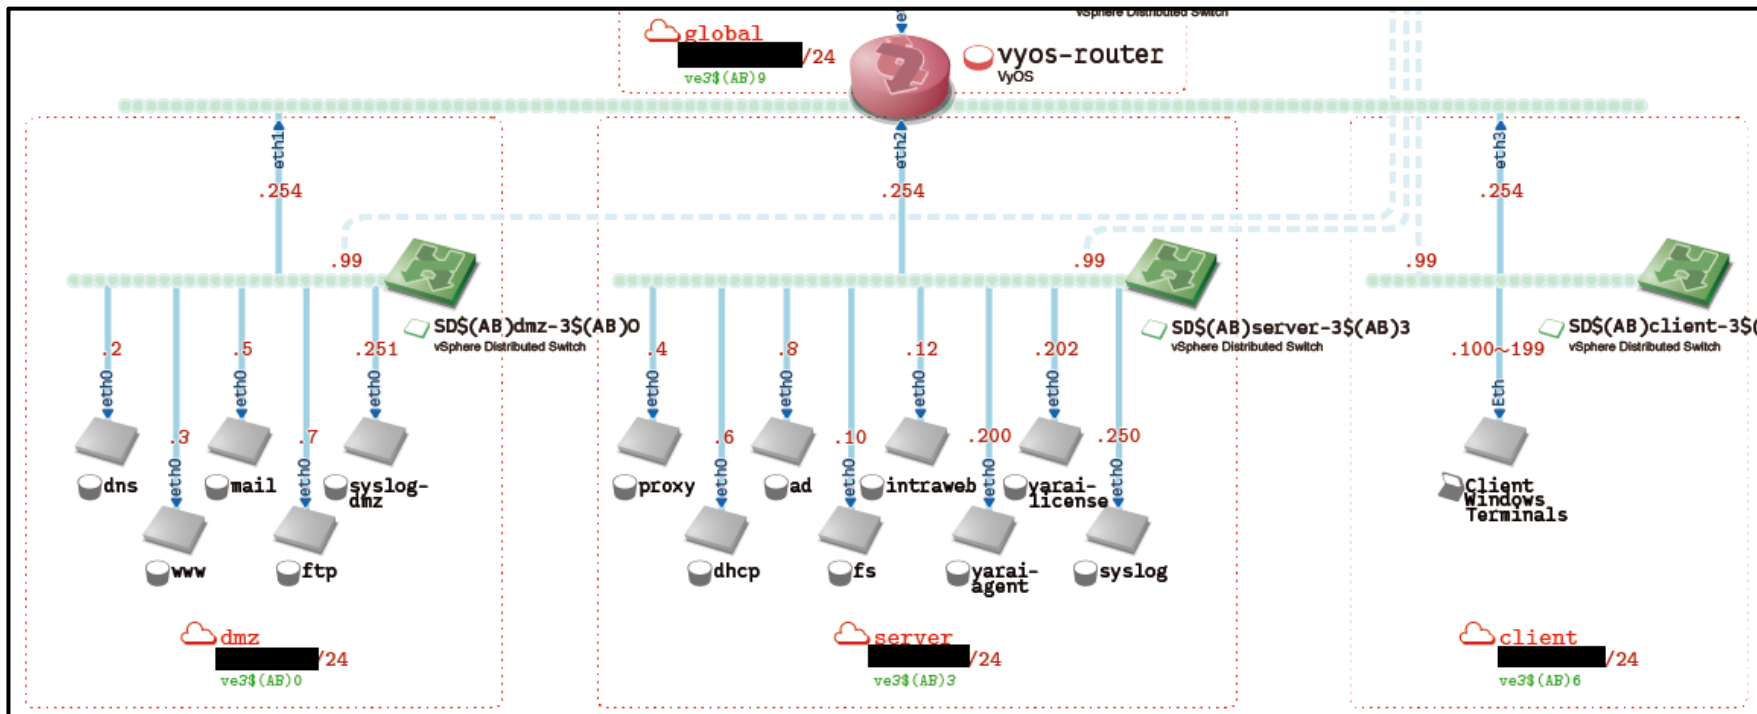 vSphere Distributed Switch
global
/24
ve3$(AB)9
vyos-router
VyOS
eth1
eth2
eth3
.254
.254
.254
.99
.99
.99
SD$(AB)dmz-3$(AB)0
vSphere Distributed Switch
SD$(AB)server-3$(AB)3
vSphere Distributed Switch
SD$(AB)client-3$(
vSphere Distributed Switch
.2
.5
.251
.4
.8
.12
.202
.100~199
eth0
eth0
eth0
eth0
eth0
eth0
eth0
Eth
.3
.7
.6
.10
.200
.250
eth0
eth0
eth0
eth0
eth0
eth0
dns
mail
syslog-
dmz
proxy
ad
intraweb
yarai-
license
Client
Windows
Terminals
www
ftp
dhcp
fs
yarai-
agent
syslog
dmz
/24
ve3$(AB)0
server
/24
ve3$(AB)3
client
/24
ve3$(AB)6